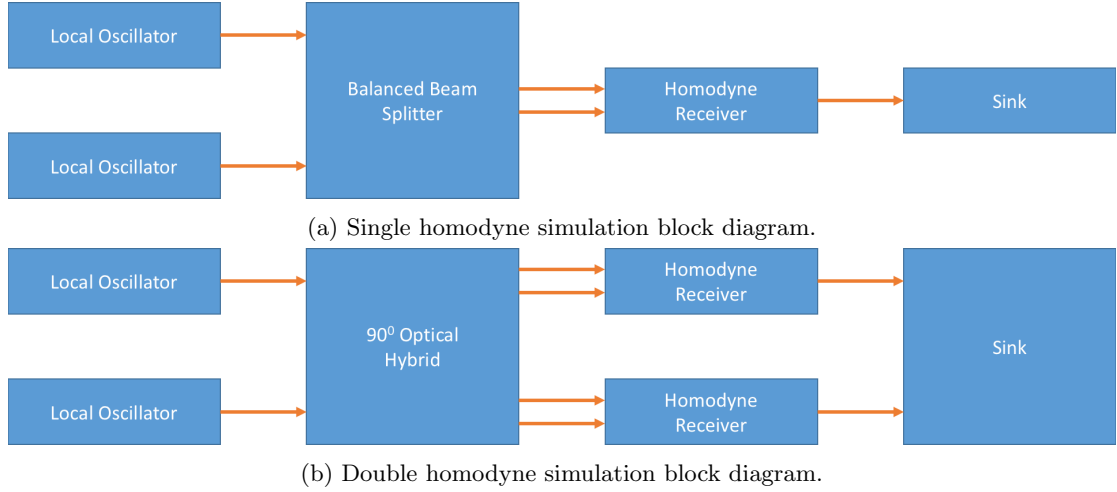 Local Oscillator
Balanced Beam
Splitter
Homodyne
Receiver
Sink
Local Oscillator
(a) Single homodyne simulation block diagram.
Local Oscillator
90⁰ Optical
Hybrid
Homodyne
Receiver
Sink
Local Oscillator
Homodyne
Receiver
(b) Double homodyne simulation block diagram.